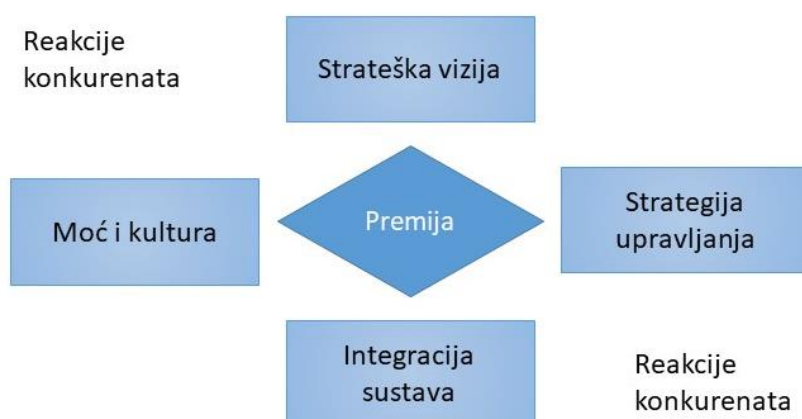 Reakcije
konkurenata
Strateška vizija
Moć i kultura
Premija
Strategija
upravljanja
Integracija
sustava
Reakcije
konkurenata